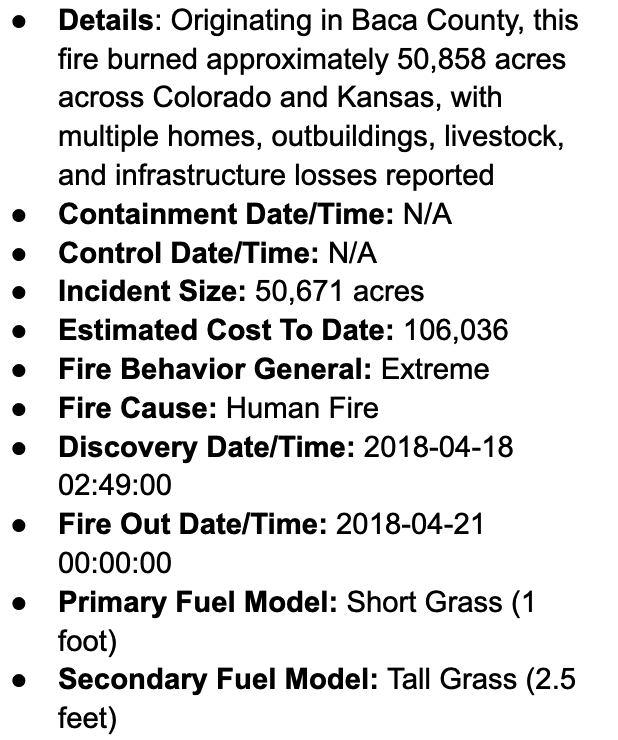 ● Details: Originating in Baca County, this
fire burned approximately 50,858 acres
across Colorado and Kansas, with
multiple homes, outbuildings, livestock,
and infrastructure losses reported
● Containment Date/Time: N/A
● Control Date/Time: N/A
● Incident Size: 50,671 acres
● Estimated Cost To Date: 106,036
● Fire Behavior General: Extreme
● Fire Cause: Human Fire
● Discovery Date/Time: 2018-04-18
02:49:00
● Fire Out Date/Time: 2018-04-21
00:00:00
● Primary Fuel Model: Short Grass (1
foot)
● Secondary Fuel Model: Tall Grass (2.5
feet)